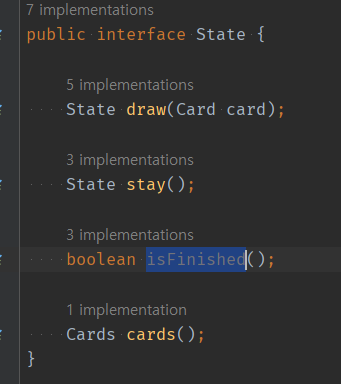 7 implementations
public interface State {
5 implementations
State draw(Card card);
3 implementations
State stay();
3 implementations
boolean isFinished();
1 implementation
Cards cards();
}